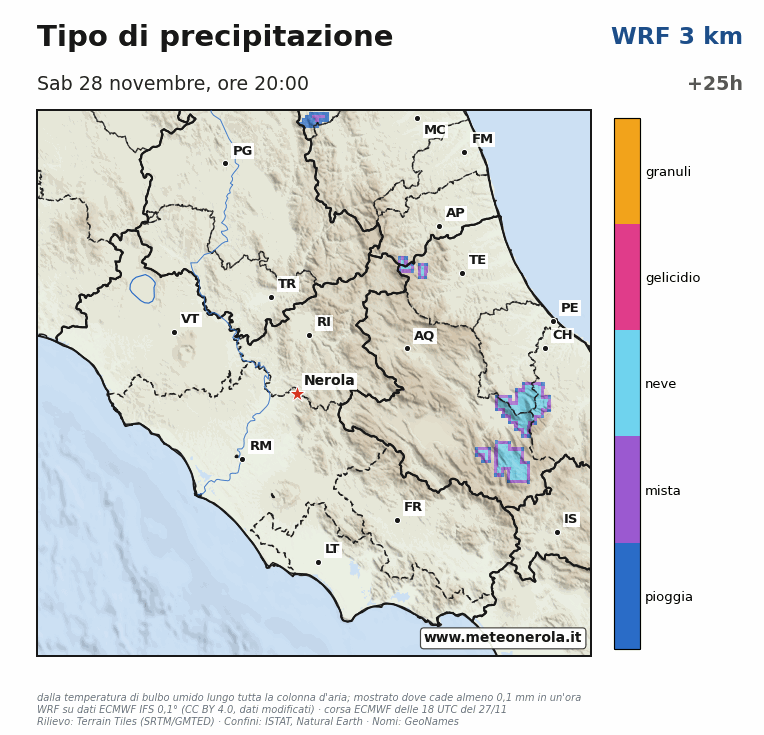 Tipo di precipitazione
WRF 3 km
Sab 28 novembre, ore 20:00
+25h
MC
FM
PG
AP
TE
TR
PE
VT
RI
AQ
CH
Nerola
RM
FR
IS
LT
www.meteonerola.it
granuli
gelicidio
neve
mista
pioggia
dalla temperatura di bulbo umido lungo tutta la colonna d'aria; mostrato dove cade almeno 0,1 mm in un'ora
WRF su dati ECMWF IFS 0,1° (CC BY 4.0, dati modificati) · corsa ECMWF delle 18 UTC del 27/11
Rilievo: Terrain Tiles (SRTM/GMTED) · Confini: ISTAT, Natural Earth · Nomi: GeoNames